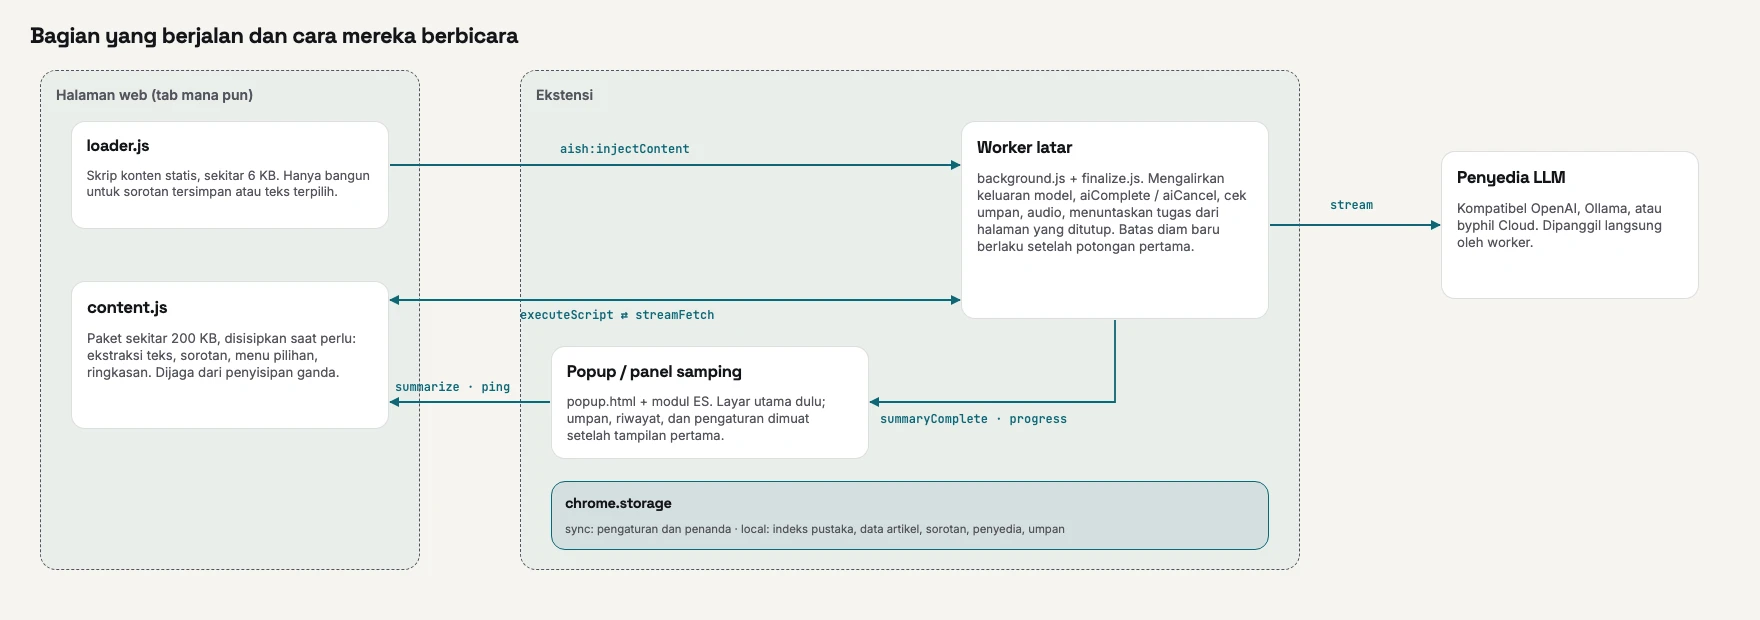 Bagian yang berjalan dan cara mereka berbicara
Halaman web (tab mana pun)
loader.js
Skrip konten statis, sekitar 6 KB. Hanya bangun
untuk sorotan tersimpan atau teks terpilih.
content.js
Paket sekitar 200 KB, disisipkan saat perlu:
ekstraksi teks, sorotan, menu pilihan,
ringkasan. Dijaga dari penyisipan ganda.
Ekstensi
aish:injectContent
executeScript ⇄ streamFetch
summarize · ping
Worker latar
background.js + finalize.js. Mengalirkan
keluaran model, aiComplete / aiCancel, cek
umpan, audio, menuntaskan tugas dari
halaman yang ditutup. Batas diam baru
berlaku setelah potongan pertama.
Popup / panel samping
popup.html + modul ES. Layar utama dulu;
umpan, riwayat, dan pengaturan dimuat
setelah tampilan pertama.
summaryComplete · progress
chrome.storage
sync: pengaturan dan penanda · local: indeks pustaka, data artikel, sorotan, penyedia, umpan
stream
Penyedia LLM
Kompatibel OpenAI, Ollama, atau
byphil Cloud. Dipanggil langsung
oleh worker.